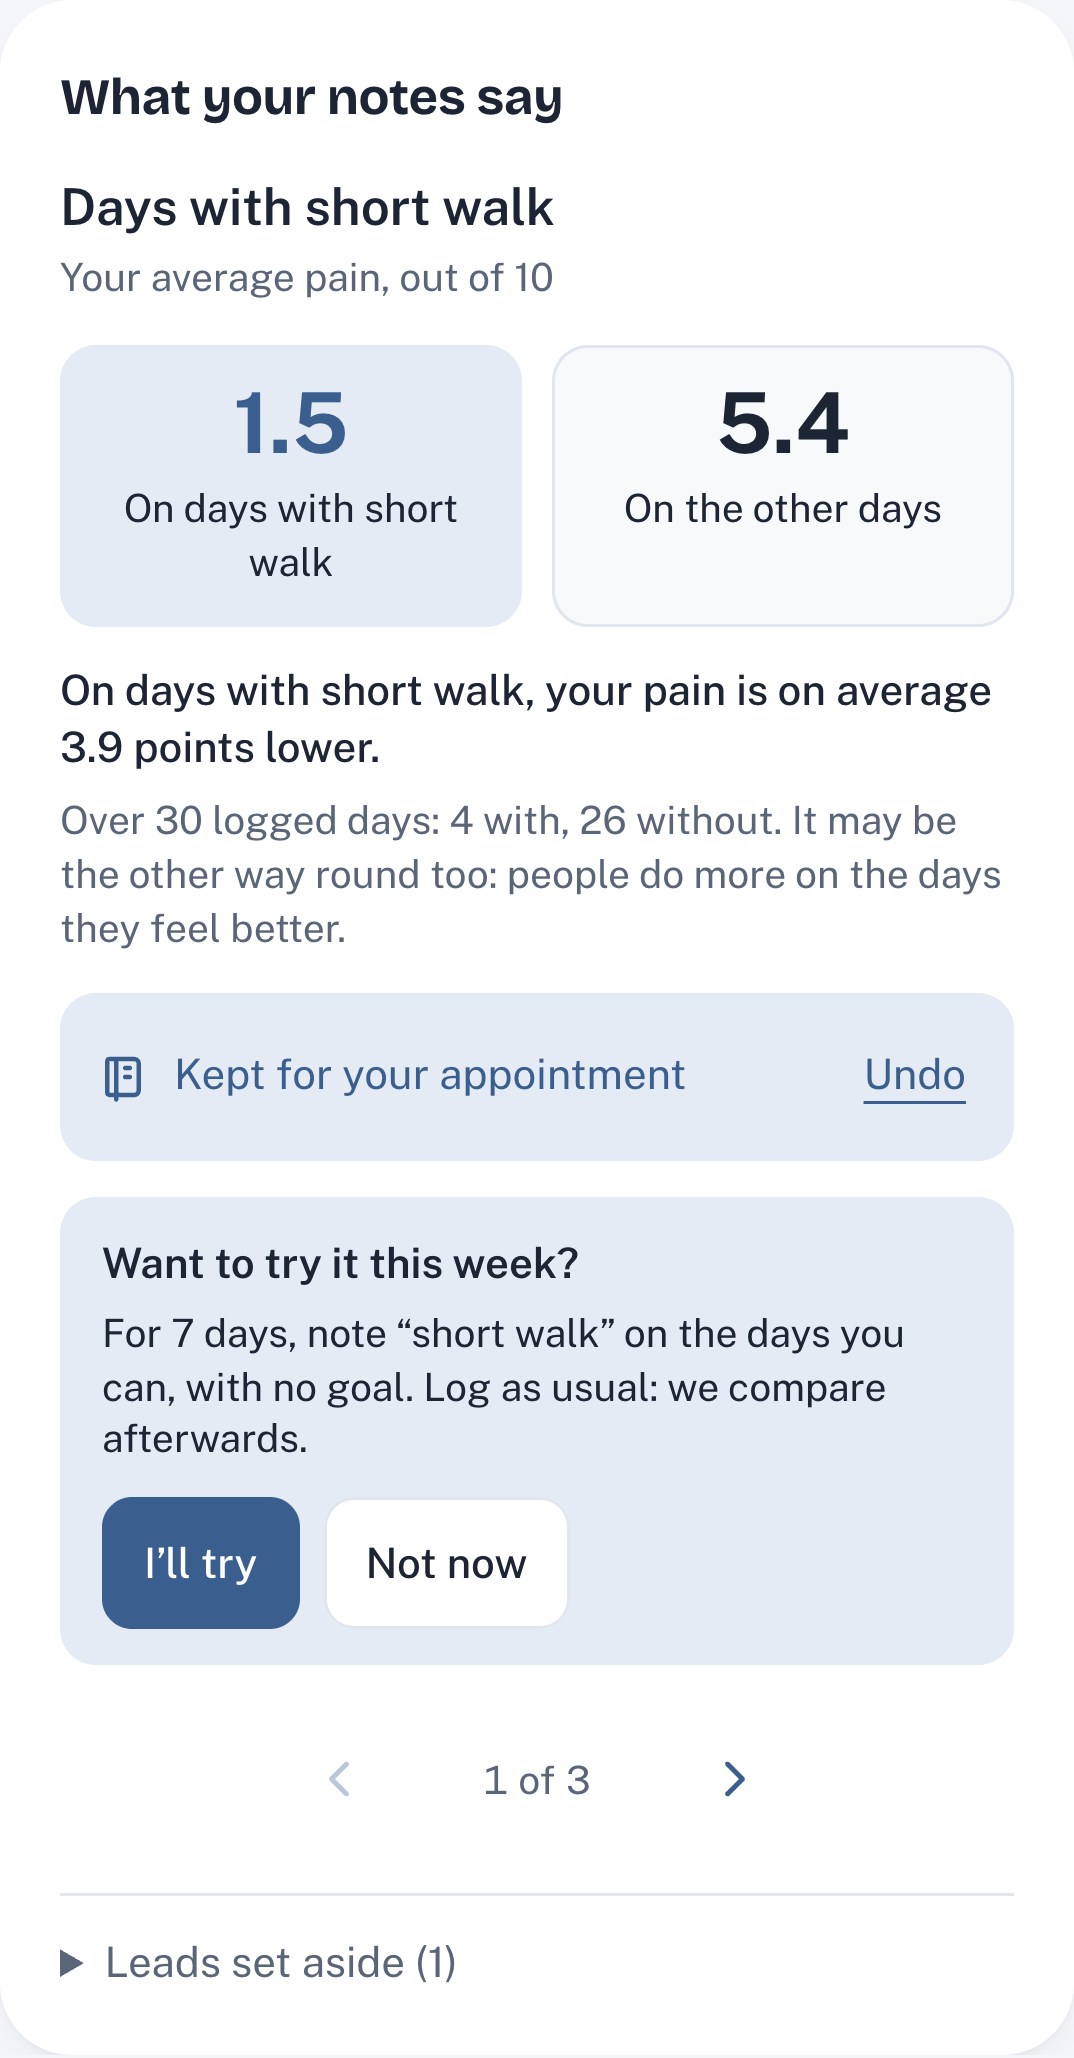 What your notes say
Days with short walk
Your average pain, out of 10
1.5
On days with short
walk
5.4
On the other days
On days with short walk, your pain is on average
3.9 points lower.
Over 30 logged days: 4 with, 26 without. It may be
the other way round too: people do more on the days
they feel better.
Kept for your appointment
Undo
Want to try it this week?
For 7 days, note “short walk” on the days you
can, with no goal. Log as usual: we compare
afterwards.
I’ll try
Not now
1 of 3
Leads set aside (1)